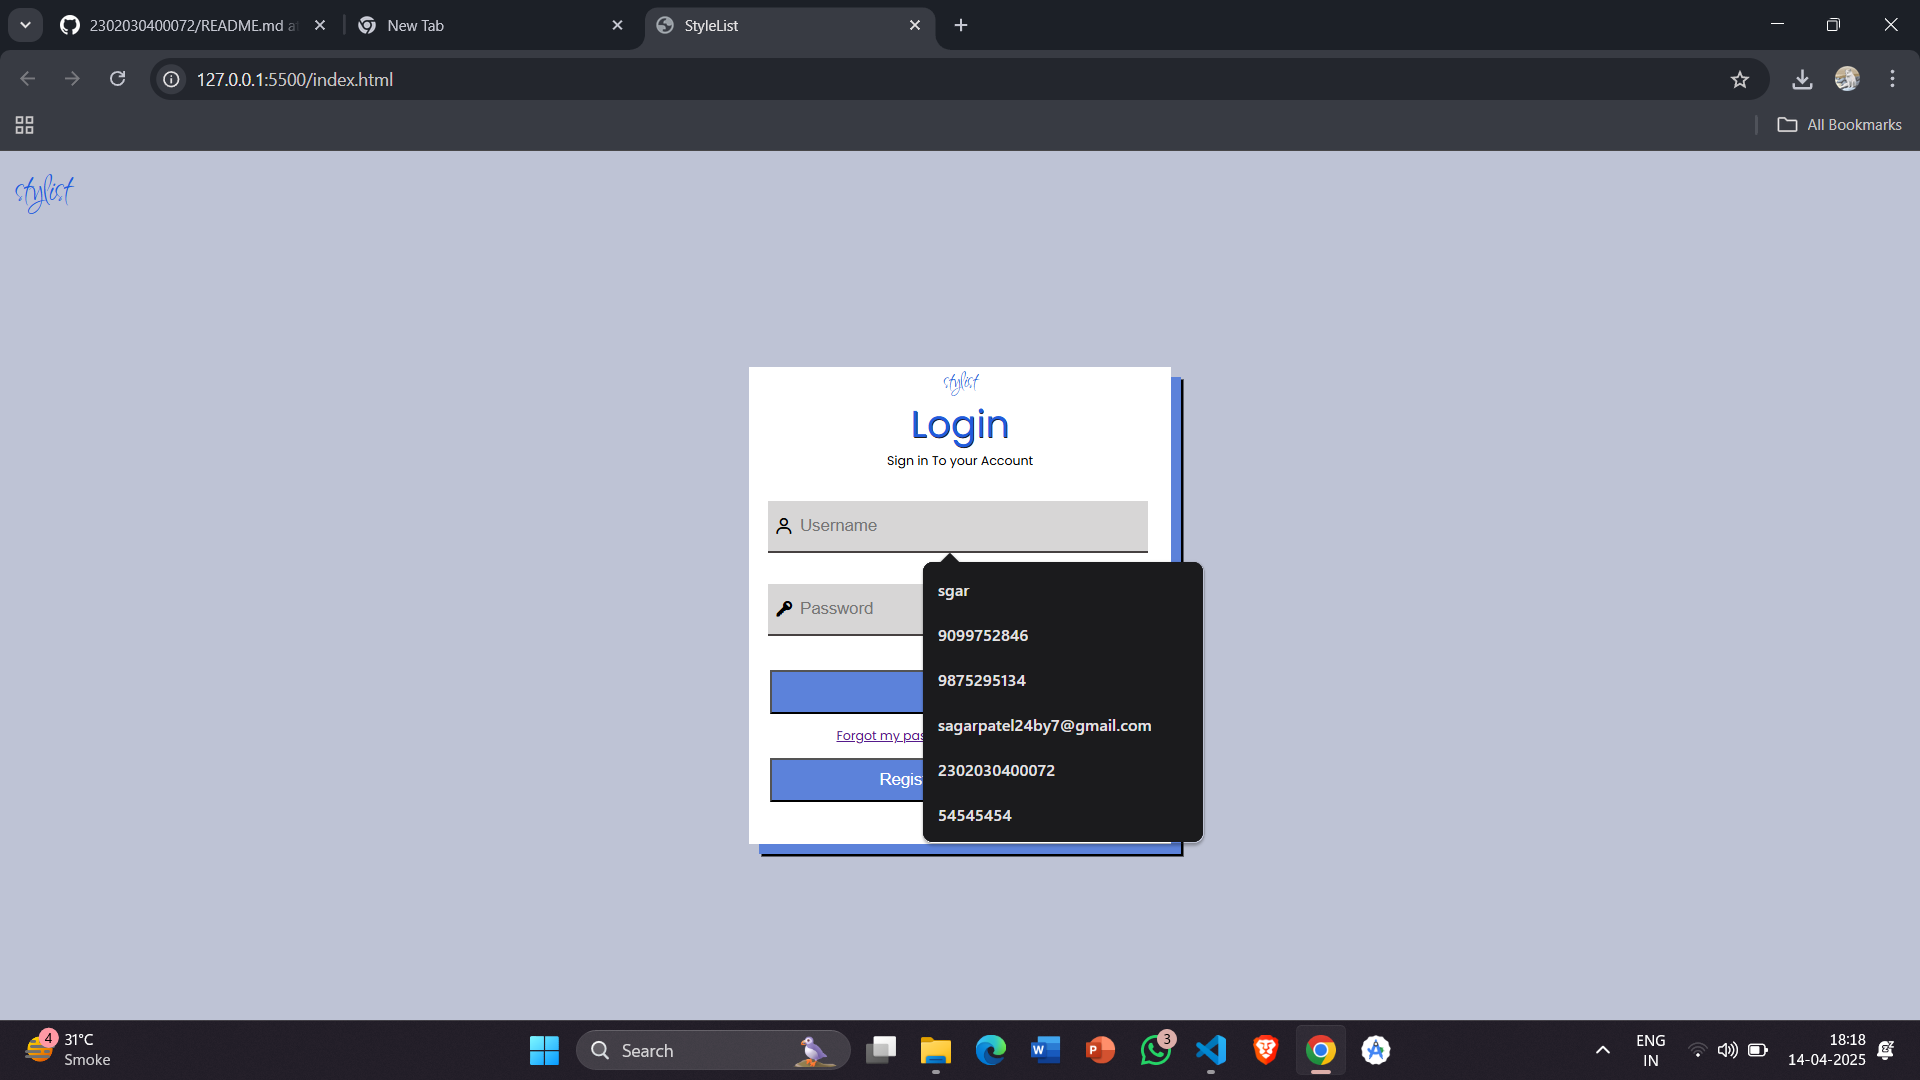 2302030400072/README.md a
New Tab
StyleList
127.0.0.1:5500/index.html
All Bookmarks
stylist
stylist
Login
Sign in To your Account
Username
sgar
9099752846
Password
9875295134
sagarpatel24by7@gmail.com
Forgot my pas
2302030400072
Regis
54545454
4
31°C
Smoke
Search
3
ENG
IN
18:18
14-04-2025